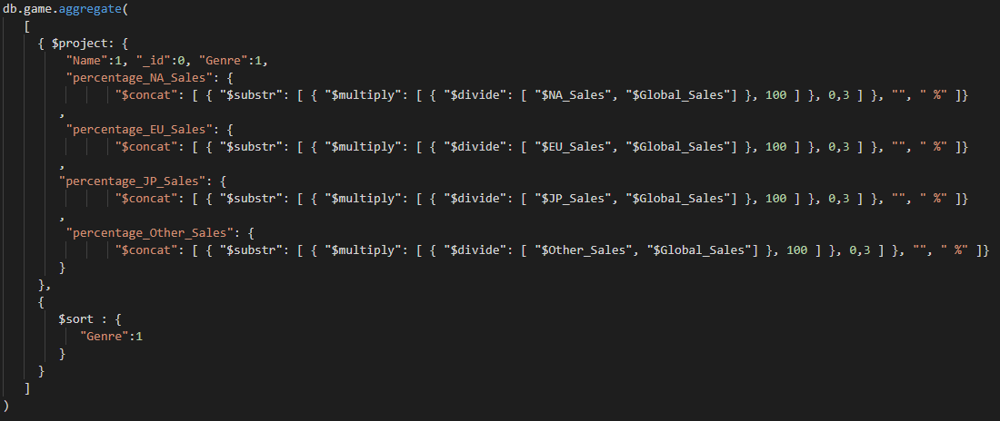 db.game.aggregate(
[
{ $project: {
"Name":1, "_id":0, "Genre":1,
"percentage_NA_Sales": {
"$concat": [ { "$substr": [ { "$multiply": [ { "$divide": [ "$NA_Sales", "$Global_Sales"] }, 100 ] }, 0,3 ] }, "", " %" ]}
,
"percentage_EU_Sales": {
"$concat": [ { "$substr": [ { "$multiply": [ { "$divide": [ "$EU_Sales", "$Global_Sales"] }, 100 ] }, 0,3 ] }, "", " %" ]}
,
"percentage_JP_Sales": {
"$concat": [ { "$substr": [ { "$multiply": [ { "$divide": [ "$JP_Sales", "$Global_Sales"] }, 100 ] }, 0,3 ] }, "", " %" ]}
,
"percentage_Other_Sales": {
"$concat": [ { "$substr": [ { "$multiply": [ { "$divide": [ "$Other_Sales", "$Global_Sales"] }, 100 ] }, 0,3 ] }, "", " %" ]}
}
},
{
$sort : {
"Genre":1
}
}
]
)